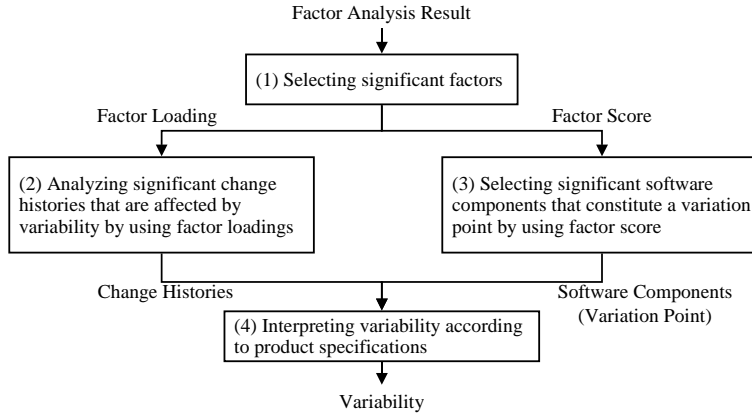 Factor Analysis Result
(1) Selecting significant factors
Factor Loading
Factor Score
(2) Analyzing significant change
histories that are affected by
variability by using factor loadings
(3) Selecting significant software
components that constitute a variation
point by using factor score
Change Histories
Software Components
(Variation Point)
(4) Interpreting variability according
to product specifications
Variability